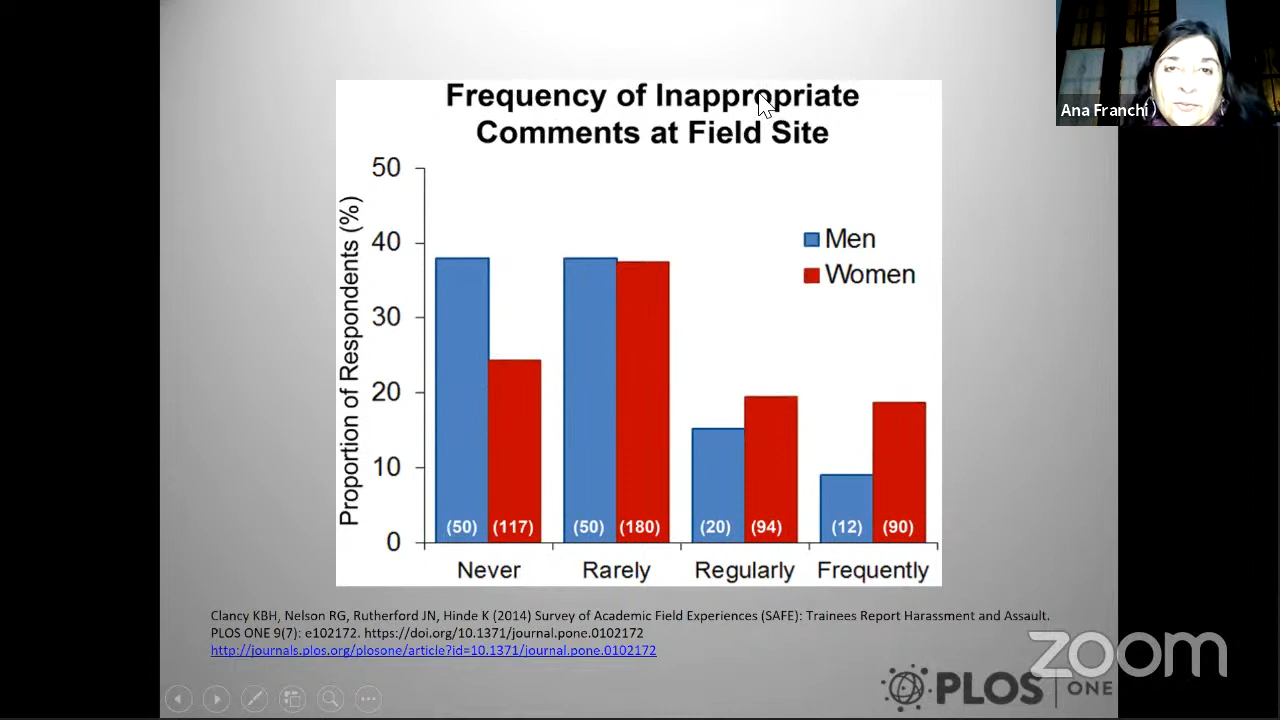 Ana Franchi
Frequency of Inappropriate
Comments at Field Site
Proportion of Respondents (%)
50
40
30
20
10
0
Men
Women
(50) (117) (50) (180) (20) (94) (12) (90)
Never Rarely Regularly Frequently
Clancy KBH, Nelson RG, Rutherford JN, Hinde K (2014) Survey of Academic Field Experiences (SAFE): Trainees Report Harassment and Assault.
PLOS ONE 9(7): e102172. https://doi.org/10.1371/journal.pone.0102172
http://journals.plos.org/plosone/article?id=10.1371/journal.pone.0102172
zoom
PLOS ONE